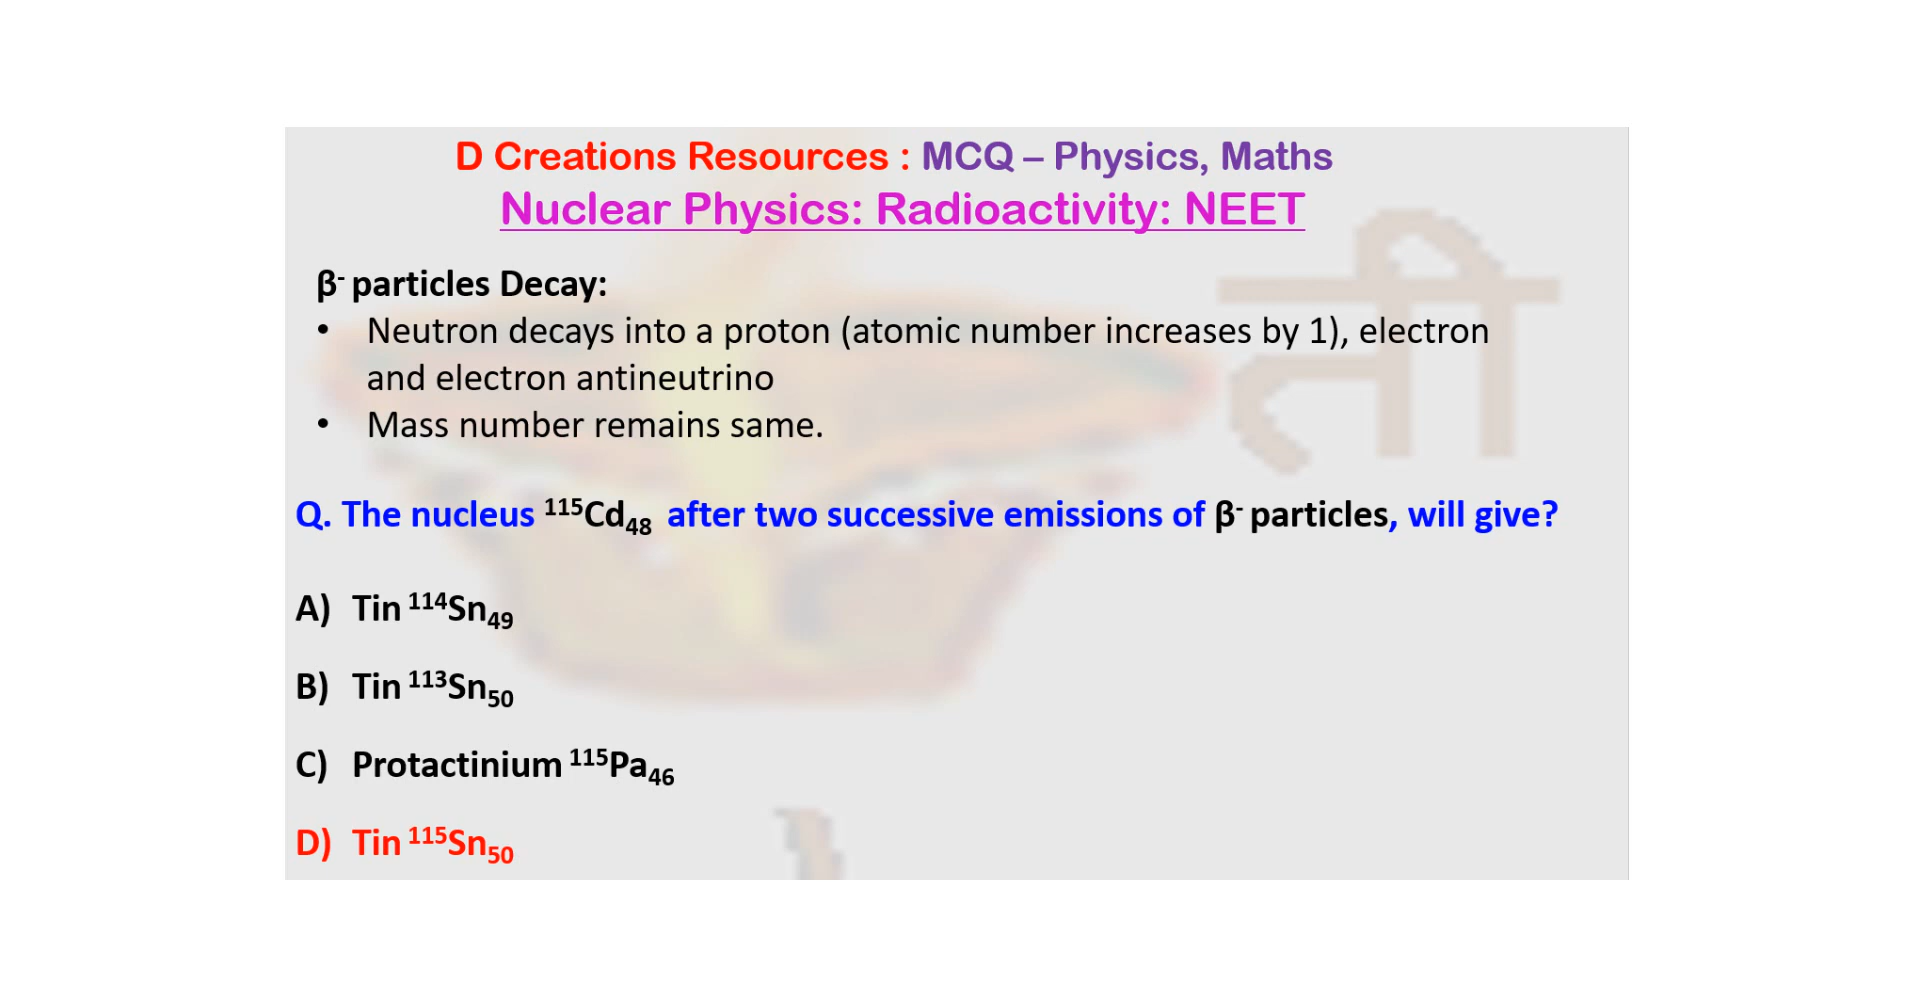 D Creations Resources : MCQ – Physics, Maths
Nuclear Physics: Radioactivity: NEET
β⁻ particles Decay:
• Neutron decays into a proton (atomic number increases by 1), electron
and electron antineutrino
• Mass number remains same.
Q. The nucleus ¹¹⁵Cd₄₈ after two successive emissions of β⁻ particles, will give?
A) Tin ¹¹⁴Sn₄₉
B) Tin ¹¹³Sn₅₀
C) Protactinium ¹¹⁵Pa₄₆
D) Tin ¹¹⁵Sn₅₀